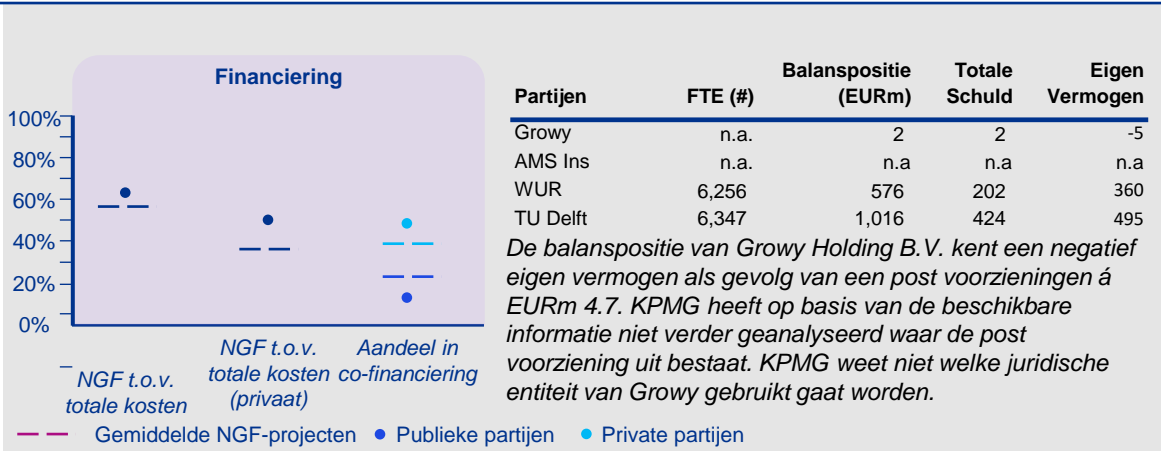 Financiering
100%
80%
60%
40%
20%
0%
NGF t.o.v.
totale kosten
NGF t.o.v.
totale kosten
(privaat)
Aandeel in
co-financiering
Gemiddelde NGF-projecten Publieke partijen Private partijen
Partijen FTE (#) Balanspositie (EURm) Totale Schuld Eigen Vermogen
Growy n.a. 2 2 -5
AMS Ins n.a. n.a n.a n.a
WUR 6,256 576 202 360
TU Delft 6,347 1,016 424 495
De balanspositie van Growy Holding B.V. kent een negatief
eigen vermogen als gevolg van een post voorzieningen á
EURm 4.7. KPMG heeft op basis van de beschikbare
informatie niet verder geanalyseerd waar de post
voorziening uit bestaat. KPMG weet niet welke juridische
entiteit van Growy gebruikt gaat worden.